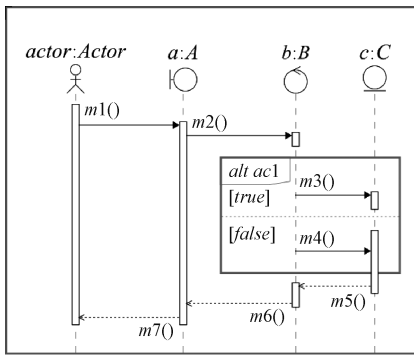 actor:Actor
a:A
b:B
c:C
m1()
m2()
alt ac1
[true]
m3()
[false]
m4()
m5()
m6()
m7()